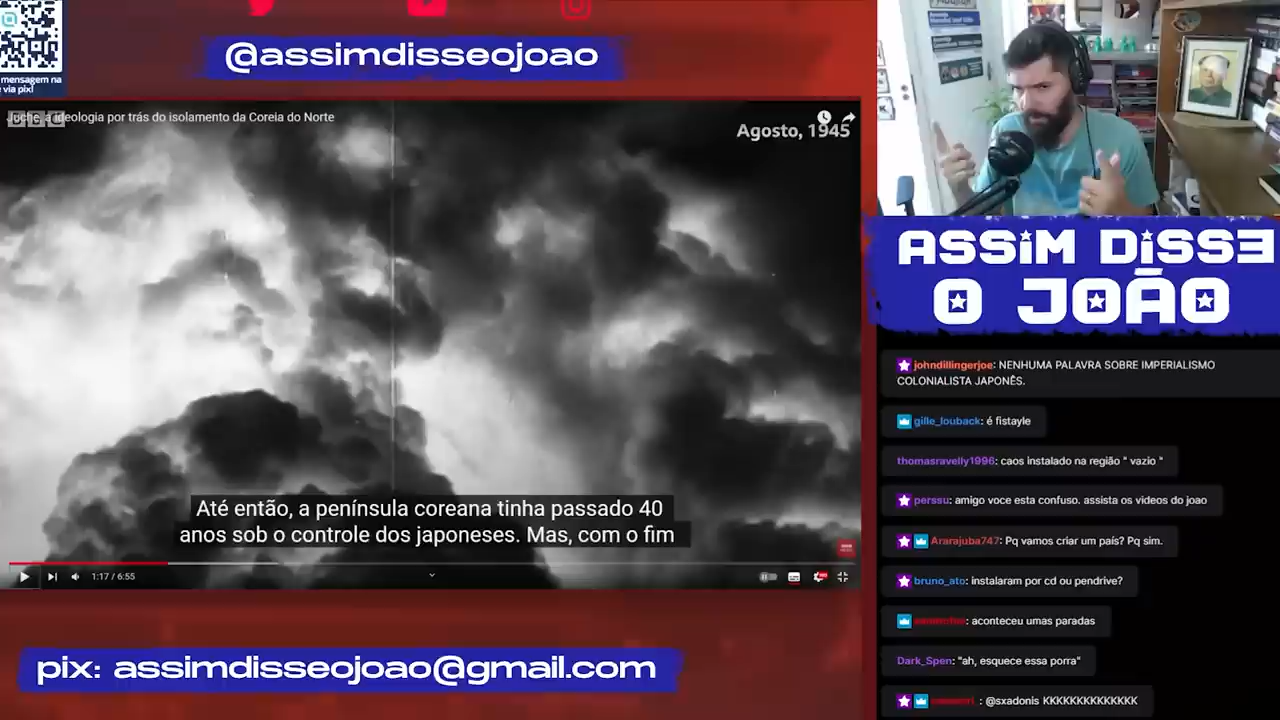 mensagem na
e via pix!
@assimdisseojoao
Juche, a ideologia por trás do isolamento da Coreia do Norte
Agosto, 1945
Até então, a península coreana tinha passado 40
anos sob o controle dos japoneses. Mas, com o fim
1:17 / 6:55
pix: assimdisseojoao@gmail.com
ASSIM DISSE
O JOÃO
johndillingerjoe: NENHUMA PALAVRA SOBRE IMPERIALISMO
COLONIALISTA JAPONÊS.
gille_louback: é fistayle
thomasravelly1996: caos instalado na região " vazio "
perssu: amigo voce esta confuso. assista os videos do joao
Ararajuba747: Pq vamos criar um país? Pq sim.
bruno_ato: instalaram por cd ou pendrive?
: aconteceu umas paradas
Dark_Spen: "ah, esquece essa porra"
: @sxadonis KKKKKKKKKKKKKK